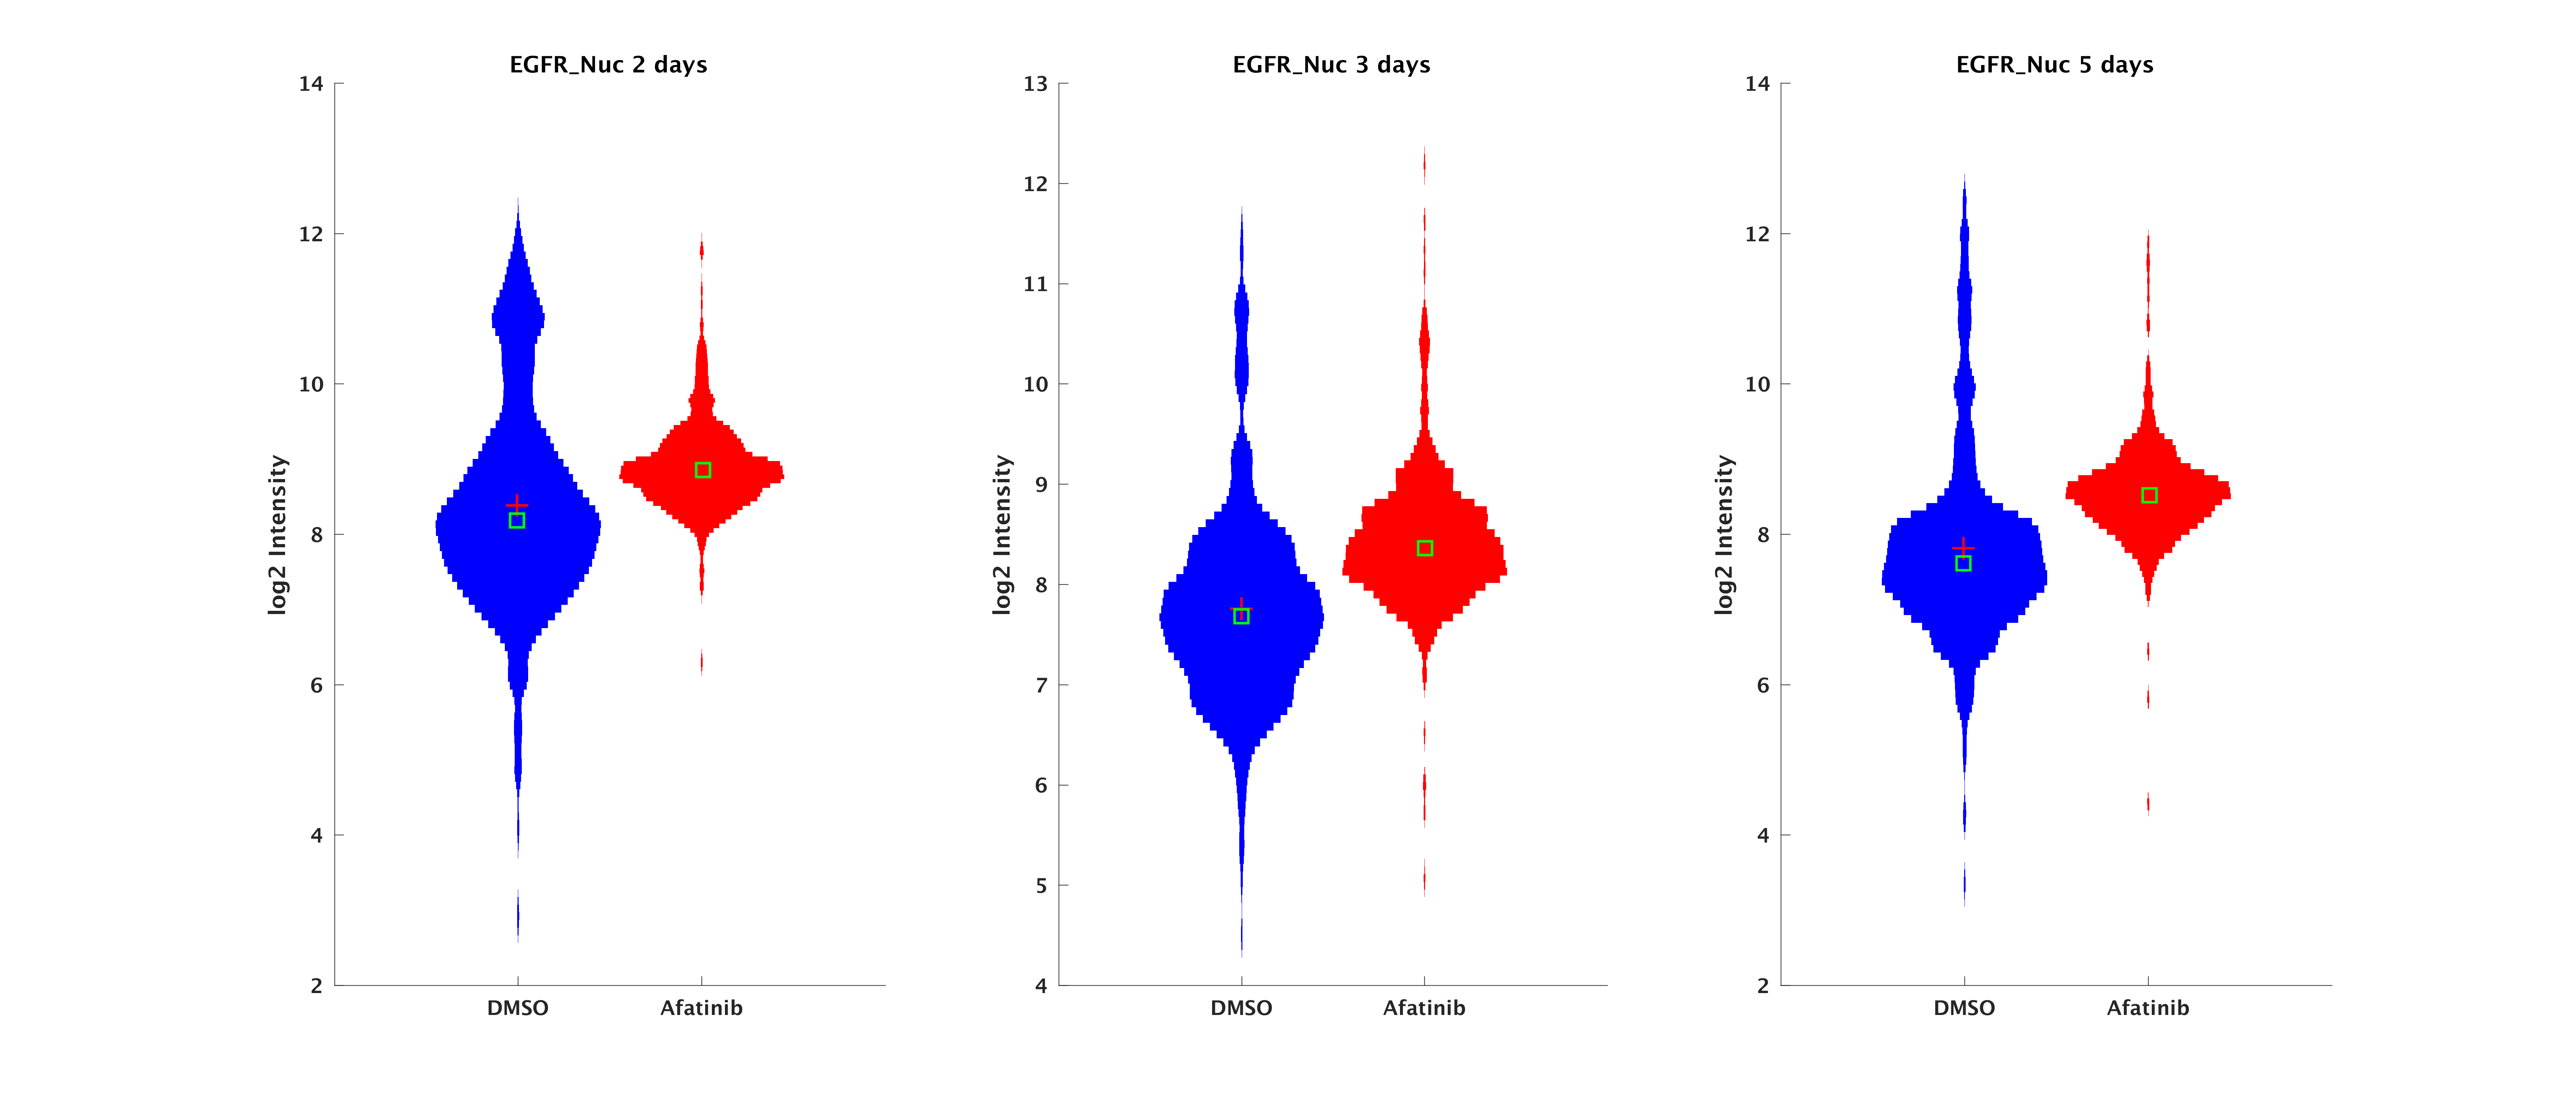 EGFR_Nuc 2 days
14
12
10
8
6
4
2
log2 Intensity
DMSO
Afatinib
EGFR_Nuc 3 days
13
12
11
10
9
8
7
6
5
4
log2 Intensity
DMSO
Afatinib
EGFR_Nuc 5 days
14
12
10
8
6
4
2
log2 Intensity
DMSO
Afatinib